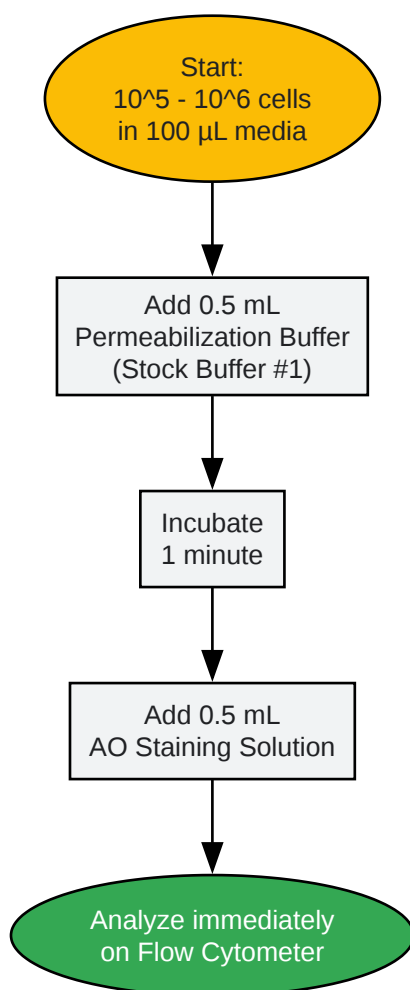 Start:
10^5 - 10^6 cells
in 100 µL media
Add 0.5 mL
Permeabilization Buffer
(Stock Buffer #1)
Incubate
1 minute
Add 0.5 mL
AO Staining Solution
Analyze immediately
on Flow Cytometer